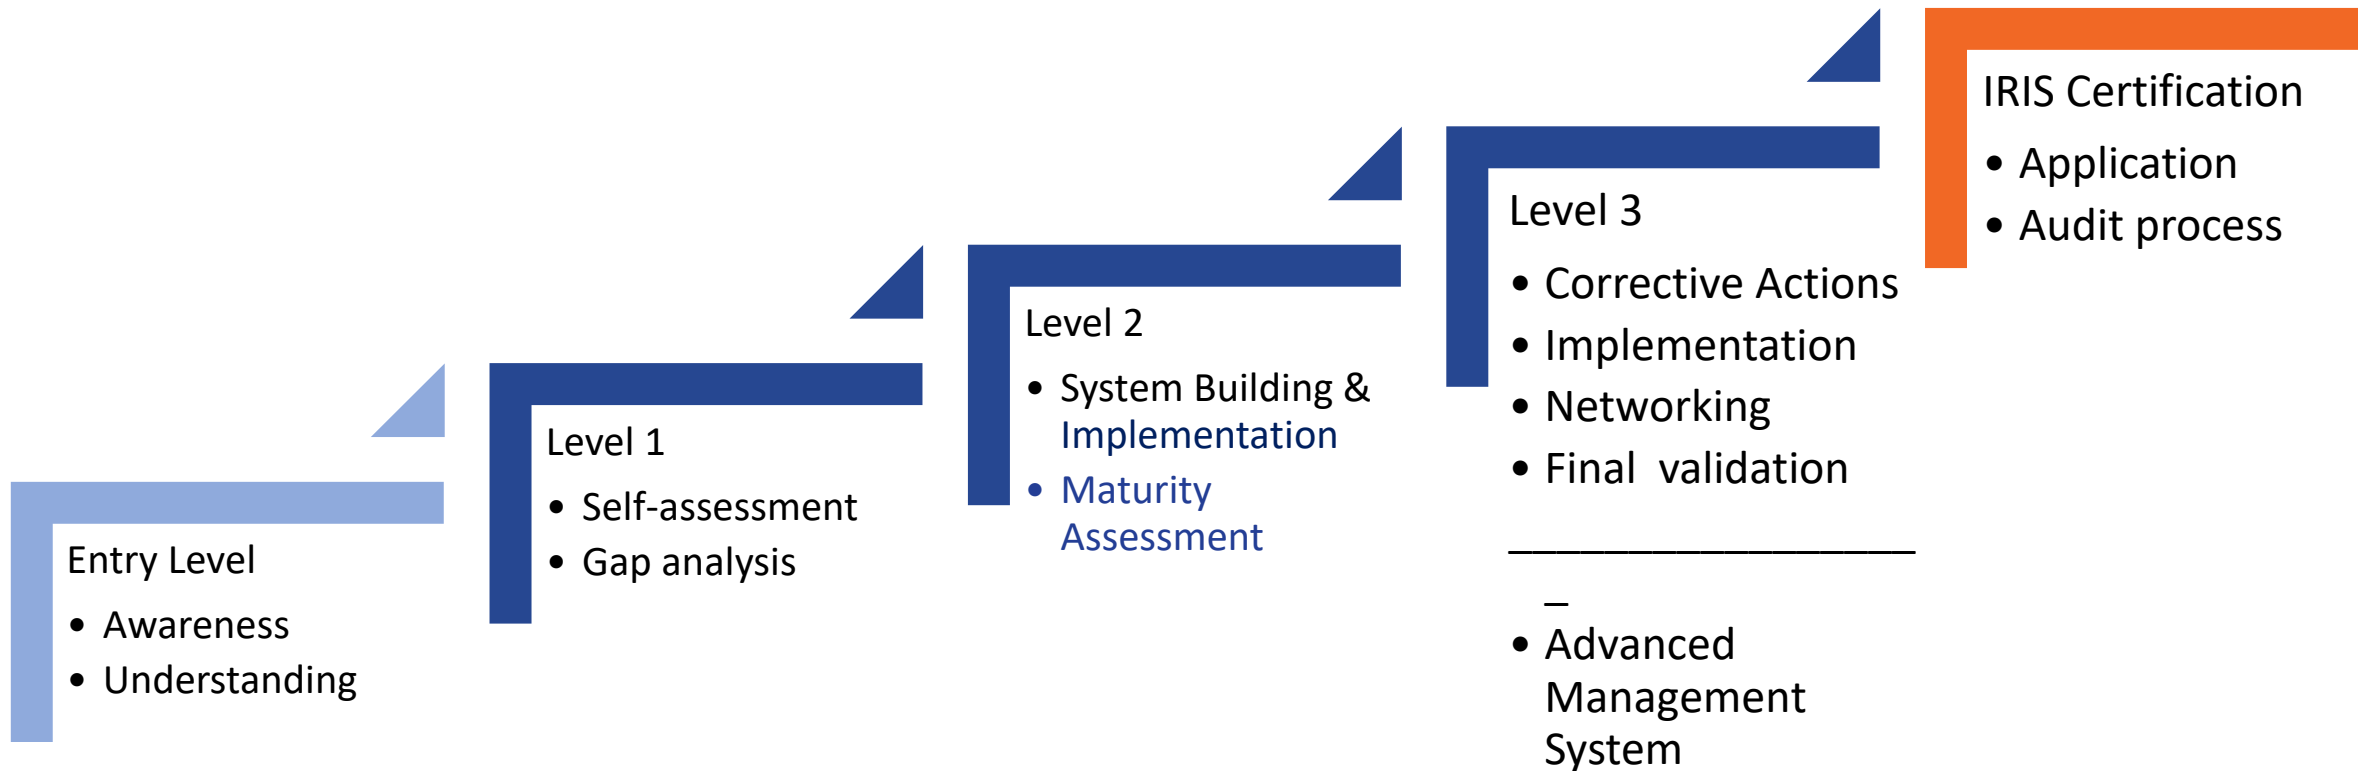 Entry Level
• Awareness
• Understanding
Level 1
• Self-assessment
• Gap analysis
Level 2
• System Building &
Implementation
• Maturity
Assessment
Level 3
• Corrective Actions
• Implementation
• Networking
• Final  validation
_________________
_
• Advanced
Management
System
IRIS Certification
• Application
• Audit process